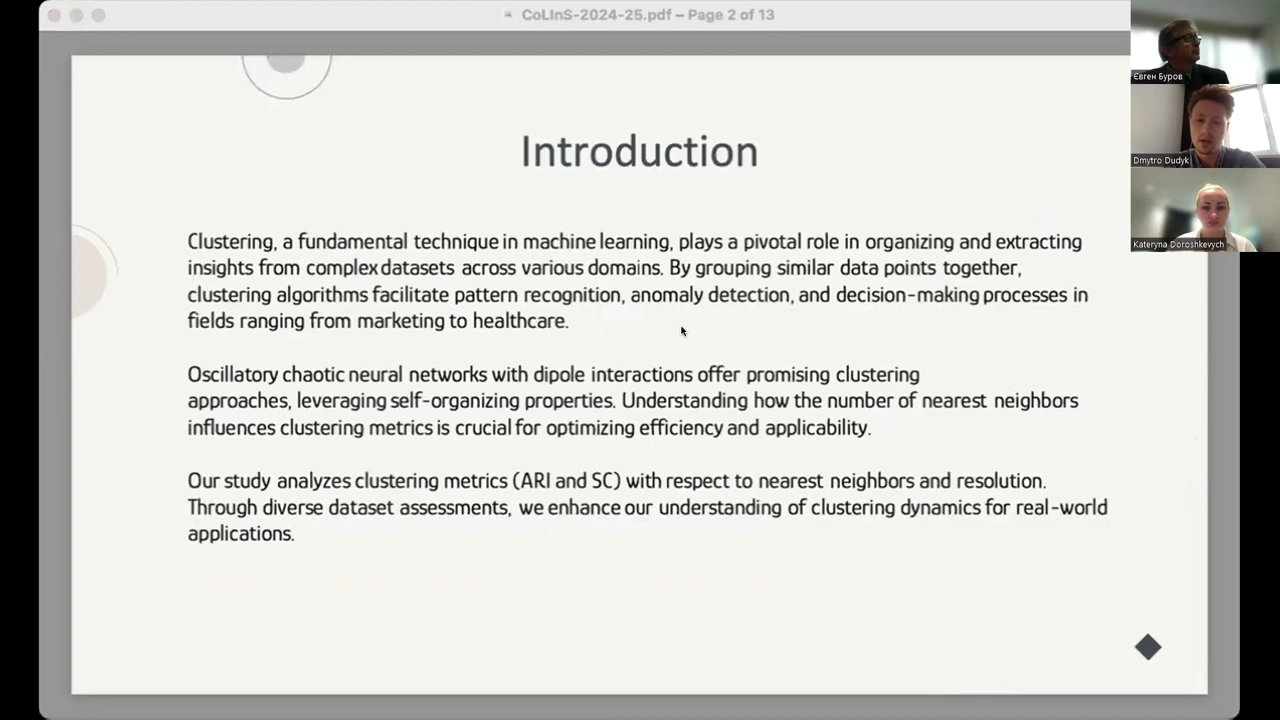 CoLInS-2024-25.pdf – Page 2 of 13
Євген Буров
Dmytro Dudyk
Kateryna Doroshkevych
Introduction
Clustering, a fundamental technique in machine learning, plays a pivotal role in organizing and extracting
insights from complex datasets across various domains. By grouping similar data points together,
clustering algorithms facilitate pattern recognition, anomaly detection, and decision-making processes in
fields ranging from marketing to healthcare.
Oscillatory chaotic neural networks with dipole interactions offer promising clustering
approaches, leveraging self-organizing properties. Understanding how the number of nearest neighbors
influences clustering metrics is crucial for optimizing efficiency and applicability.
Our study analyzes clustering metrics (ARI and SC) with respect to nearest neighbors and resolution.
Through diverse dataset assessments, we enhance our understanding of clustering dynamics for real-world
applications.